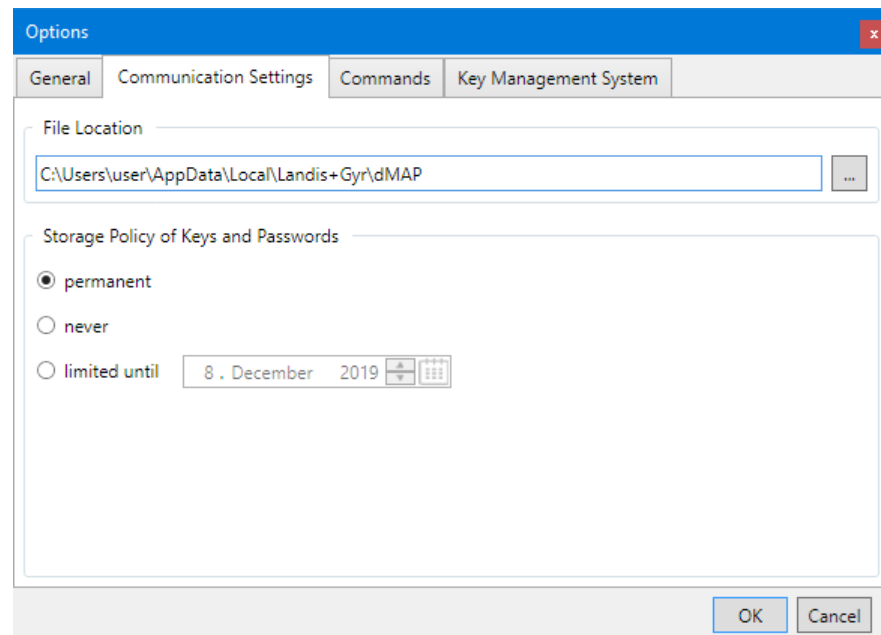 Options
x
General Communication Settings Commands Key Management System
File Location
C:\Users\user\AppData\Local\Landis+Gyr\dMAP ...
Storage Policy of Keys and Passwords
permanent
never
limited until 8 . December 2019
OK Cancel